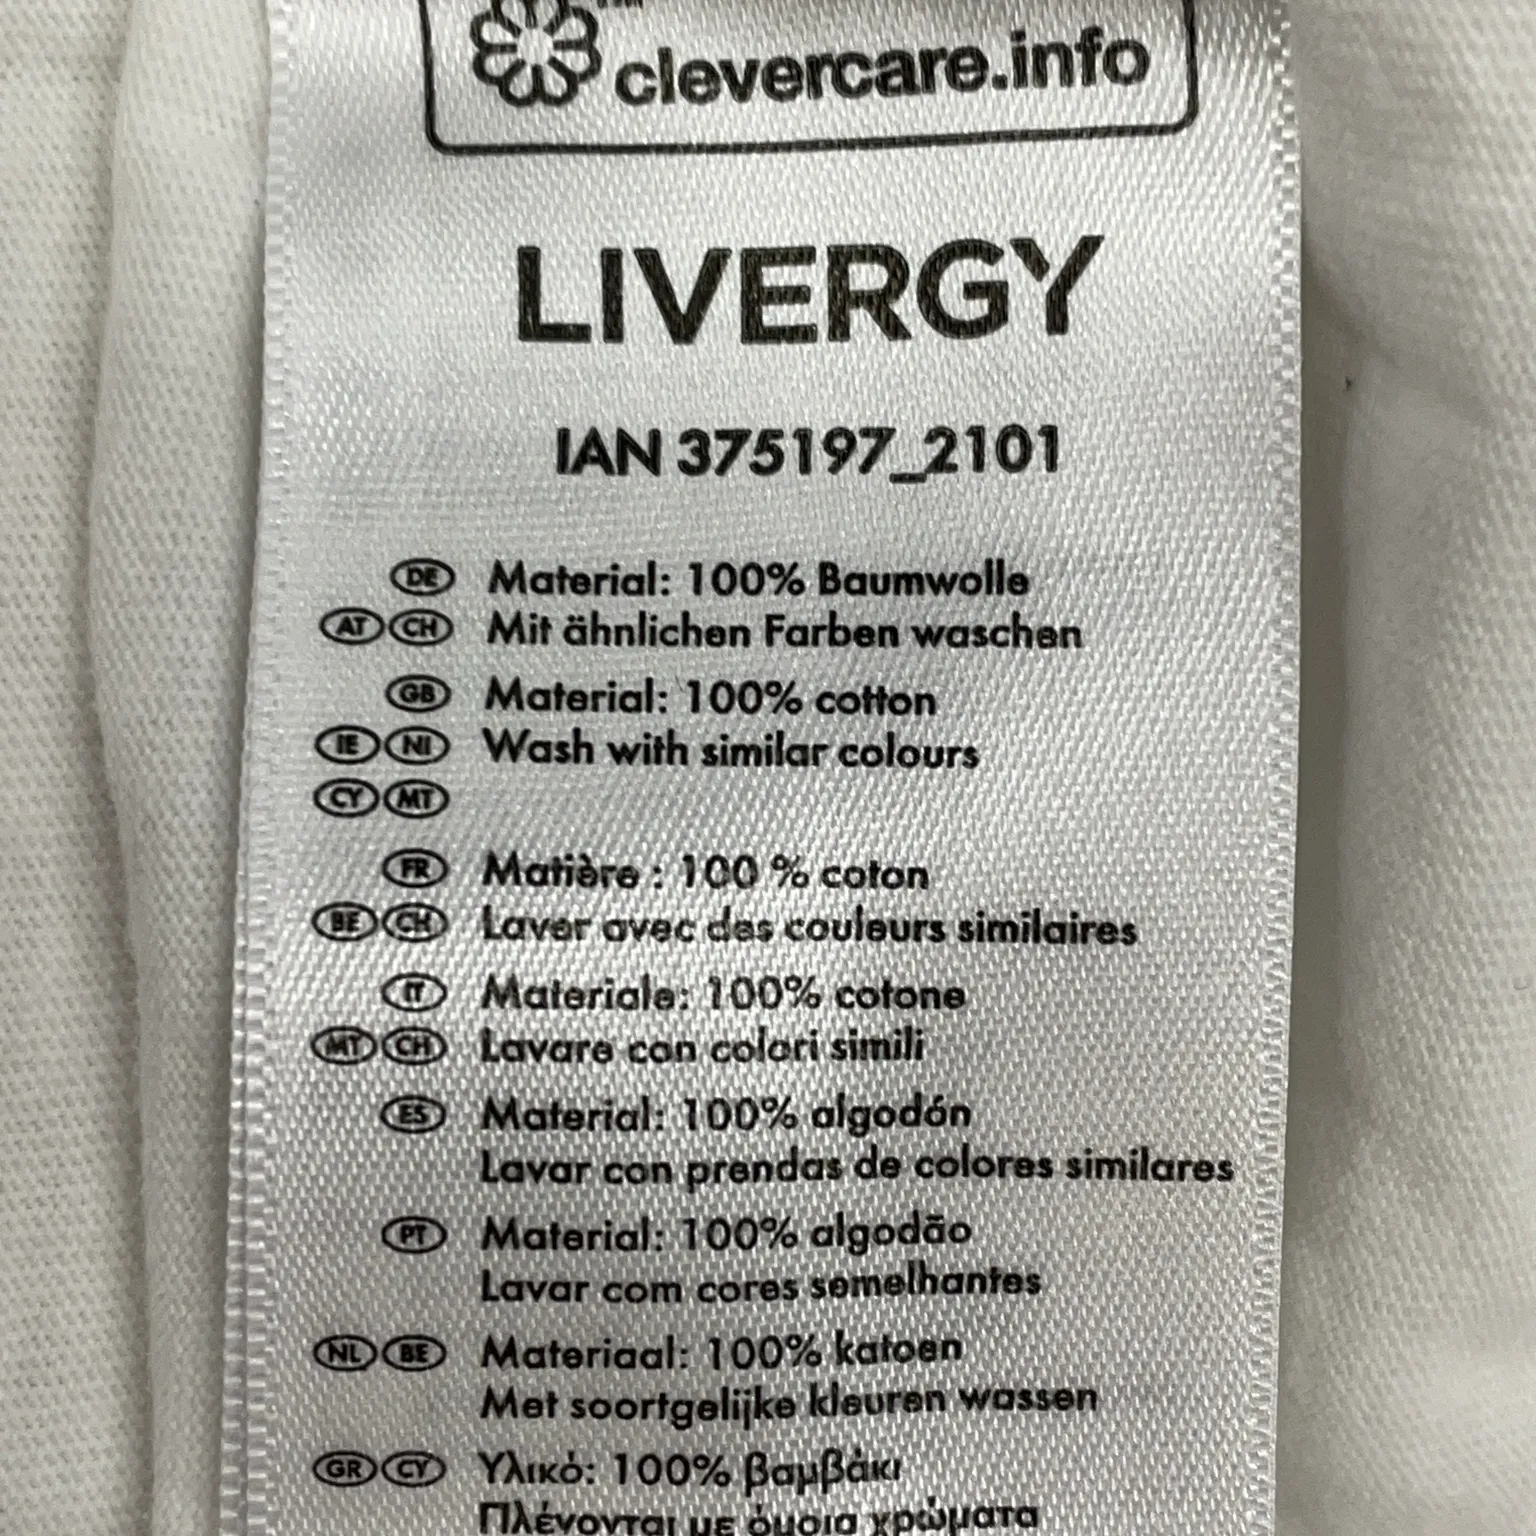 clevercare.info
LIVERGY
IAN 375197_2101
DE Material: 100% Baumwolle
AT CH Mit ähnlichen Farben waschen
GB Material: 100% cotton
IE NI Wash with similar colours
CY MT
FR Matière : 100 % coton
BE CH Laver avec des couleurs similaires
IT Materiale: 100% cotone
MT CH Lavare con colori simili
ES Material: 100% algodón
Lavar con prendas de colores similares
PT Material: 100% algodão
Lavar com cores semelhantes
NL BE Materiaal: 100% katoen
Met soortgelijke kleuren wassen
GR CY Υλικό: 100% βαμβάκι
Πλένονται με όμοια χρώματα